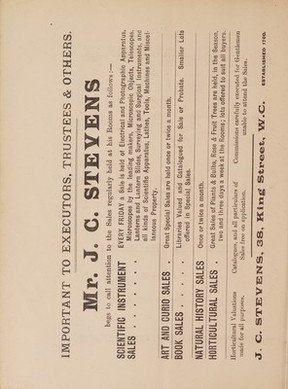 IMPORTANT TO EXECUTORS, TRUSTEES & OTHERS.
Mr. J. C. STEVENS
begs to call attention to the Sales regularly held at his Rooms as follows:—
SCIENTIFIC INSTRUMENT SALES . . . . . . .
EVERY FRIDAY a Sale is held of Electrical and Photographic Apparatus,
Microscopes by the leading makers, Microscopic Objects, Telescopes,
Lanterns and Lantern Slides, Surveying and Surgical Instruments, and
all kinds of Scientific Apparatus, Lathes, Tools, Machines and Miscel-
laneous Property.
ART AND CURIO SALES . Great Special Sales are held once or twice a month.
BOOK SALES . . . . . Libraries Valued and Catalogued for Sale or Probate. Smaller Lots
offered in Special Sales.
NATURAL HISTORY SALES Once or twice a month.
HORTICULTURAL SALES . Great Sales of Plants & Bulbs, Rose & Fruit Trees are held, in the Season,
two and three days a week at the Rooms; lots offered to suit all buyers.
Horticultural Valuations
made for all purposes.
Catalogues, and all particulars of
Sales free on application.
Commissions carefully executed for Gentlemen
unable to attend the Sales.
J. C. STEVENS, 38, King Street, W.C. ESTABLISHED 1760.